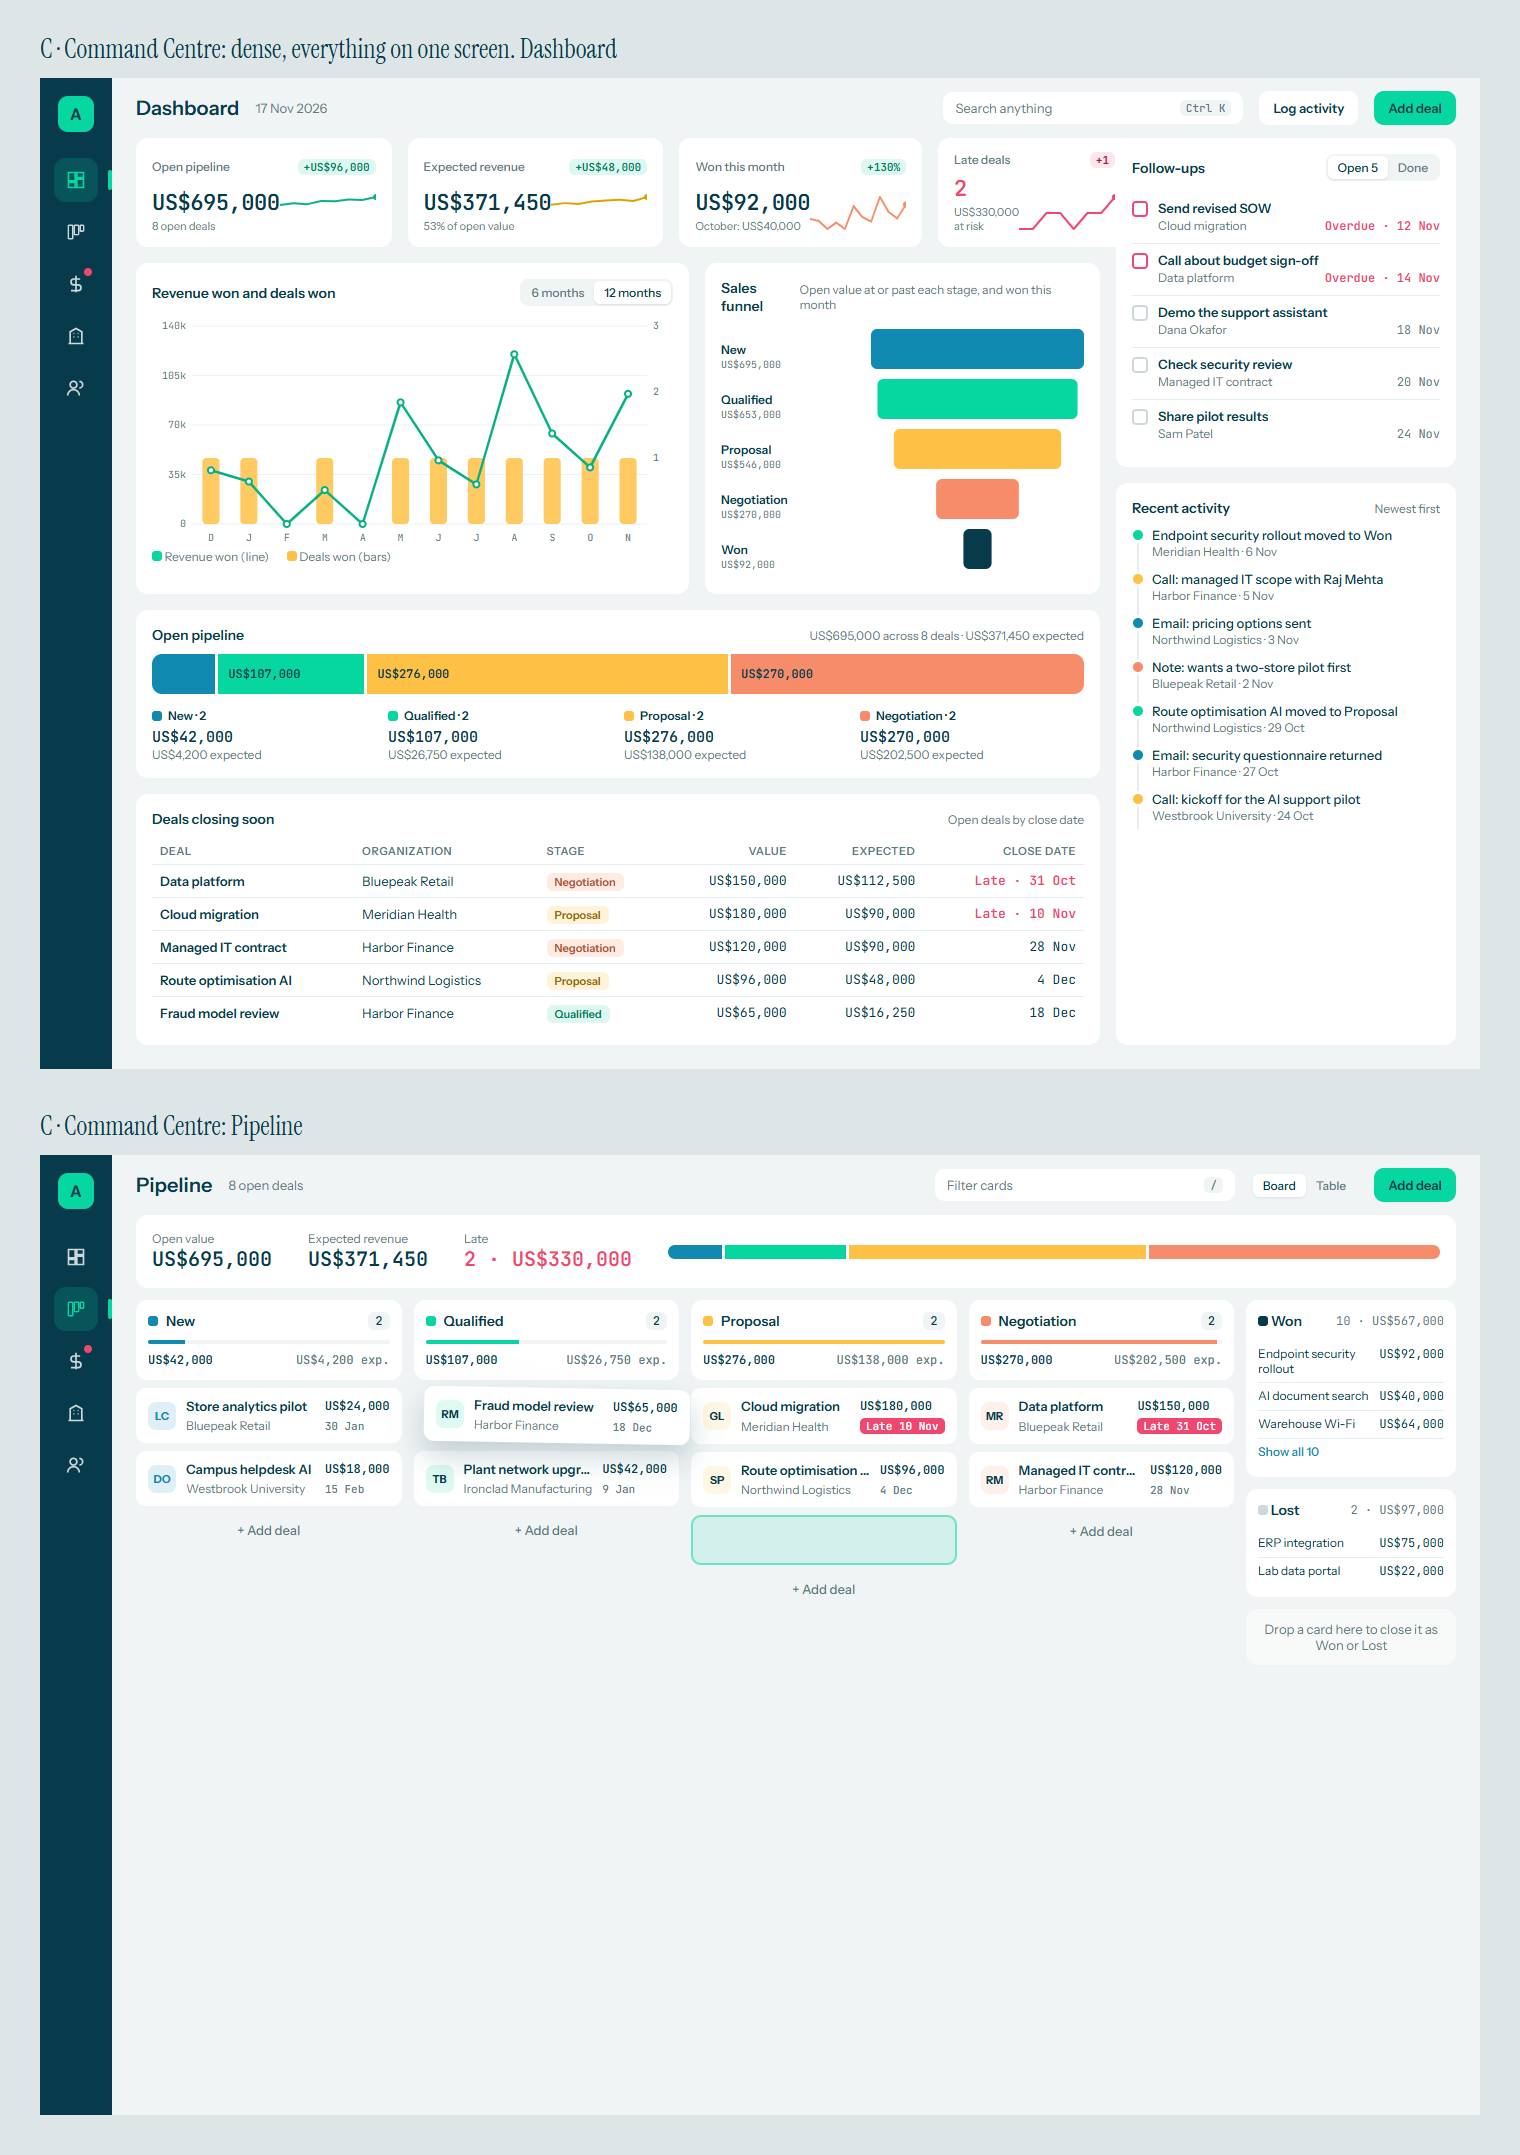 C · Command Centre: dense, everything on one screen. Dashboard
A
Dashboard 17 Nov 2026
Search anything Ctrl K
Log activity
Add deal
Open pipeline +US$96,000
US$695,000
8 open deals
Expected revenue +US$48,000
US$371,450
53% of open value
Won this month +130%
US$92,000
October: US$40,000
Late deals +1
2
US$330,000
at risk
Follow-ups Open 5 Done
Send revised SOW
Cloud migration Overdue · 12 Nov
Call about budget sign-off
Data platform Overdue · 14 Nov
Demo the support assistant
Dana Okafor 18 Nov
Check security review
Managed IT contract 20 Nov
Share pilot results
Sam Patel 24 Nov
Revenue won and deals won 6 months 12 months
140k 3
105k
2
70k
1
35k
0
D J F M A M J J A S O N
Revenue won (line) Deals won (bars)
Sales
funnel
Open value at or past each stage, and won this
month
New
US$695,000
Qualified
US$653,000
Proposal
US$546,000
Negotiation
US$270,000
Won
US$92,000
Recent activity Newest first
Endpoint security rollout moved to Won
Meridian Health · 6 Nov
Call: managed IT scope with Raj Mehta
Harbor Finance · 5 Nov
Email: pricing options sent
Northwind Logistics · 3 Nov
Note: wants a two-store pilot first
Bluepeak Retail · 2 Nov
Route optimisation AI moved to Proposal
Northwind Logistics · 29 Oct
Email: security questionnaire returned
Harbor Finance · 27 Oct
Call: kickoff for the AI support pilot
Westbrook University · 24 Oct
Open pipeline US$695,000 across 8 deals · US$371,450 expected
US$107,000 US$276,000 US$270,000
New · 2 Qualified · 2 Proposal · 2 Negotiation · 2
US$42,000 US$107,000 US$276,000 US$270,000
US$4,200 expected US$26,750 expected US$138,000 expected US$202,500 expected
Deals closing soon Open deals by close date
DEAL ORGANIZATION STAGE VALUE EXPECTED CLOSE DATE
Data platform Bluepeak Retail Negotiation US$150,000 US$112,500 Late · 31 Oct
Cloud migration Meridian Health Proposal US$180,000 US$90,000 Late · 10 Nov
Managed IT contract Harbor Finance Negotiation US$120,000 US$90,000 28 Nov
Route optimisation AI Northwind Logistics Proposal US$96,000 US$48,000 4 Dec
Fraud model review Harbor Finance Qualified US$65,000 US$16,250 18 Dec
C · Command Centre: Pipeline
A
Pipeline 8 open deals
Filter cards /
Board Table
Add deal
Open value Expected revenue Late
US$695,000 US$371,450 2 · US$330,000
New 2
US$42,000 US$4,200 exp.
LC Store analytics pilot US$24,000
Bluepeak Retail 30 Jan
DO Campus helpdesk AI US$18,000
Westbrook University 15 Feb
+ Add deal
Qualified 2
US$107,000 US$26,750 exp.
RM Fraud model review US$65,000
Harbor Finance 18 Dec
TB Plant network upgr... US$42,000
Ironclad Manufacturing 9 Jan
+ Add deal
Proposal 2
US$276,000 US$138,000 exp.
GL Cloud migration US$180,000
Meridian Health Late 10 Nov
SP Route optimisation ... US$96,000
Northwind Logistics 4 Dec
+ Add deal
Negotiation 2
US$270,000 US$202,500 exp.
MR Data platform US$150,000
Bluepeak Retail Late 31 Oct
RM Managed IT contr... US$120,000
Harbor Finance 28 Nov
+ Add deal
Won 10 · US$567,000
Endpoint security
rollout US$92,000
AI document search US$40,000
Warehouse Wi-Fi US$64,000
Show all 10
Lost 2 · US$97,000
ERP integration US$75,000
Lab data portal US$22,000
Drop a card here to close it as
Won or Lost